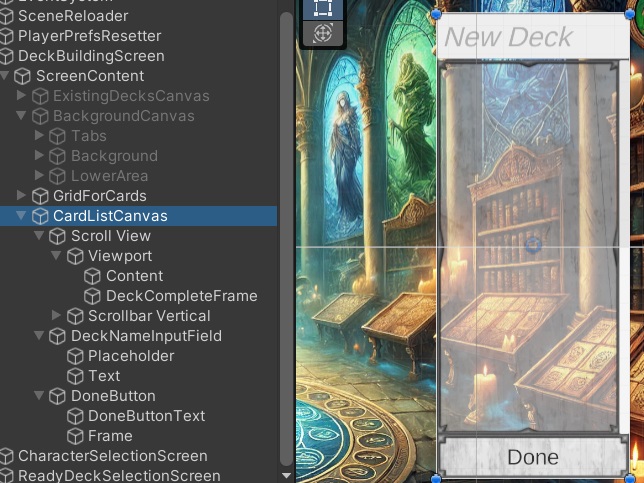 SceneReloader
PlayerPrefsResetter
DeckBuildingScreen
ScreenContent
ExistingDecksCanvas
BackgroundCanvas
Tabs
Background
LowerArea
GridForCards
CardListCanvas
Scroll View
Viewport
Content
DeckCompleteFrame
Scrollbar Vertical
DeckNameInputField
Placeholder
Text
DoneButton
DoneButtonText
Frame
CharacterSelectionScreen
ReadyDeckSelectionScreen
New Deck
Done